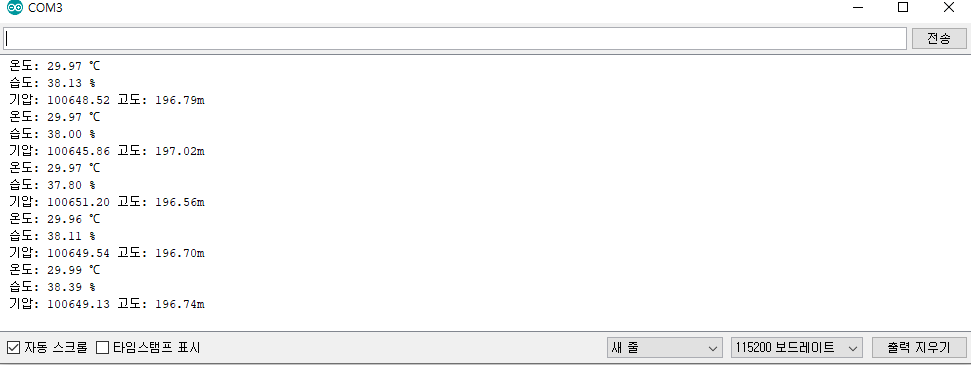 COM3
전송
온도: 29.97 ℃
습도: 38.13 %
기압: 100648.52 고도: 196.79m
온도: 29.97 ℃
습도: 38.00 %
기압: 100645.86 고도: 197.02m
온도: 29.97 ℃
습도: 37.80 %
기압: 100651.20 고도: 196.56m
온도: 29.96 ℃
습도: 38.11 %
기압: 100649.54 고도: 196.70m
온도: 29.99 ℃
습도: 38.39 %
기압: 100649.13 고도: 196.74m
자동 스크롤 타임스탬프 표시 새 줄 115200 보드레이트 출력 지우기